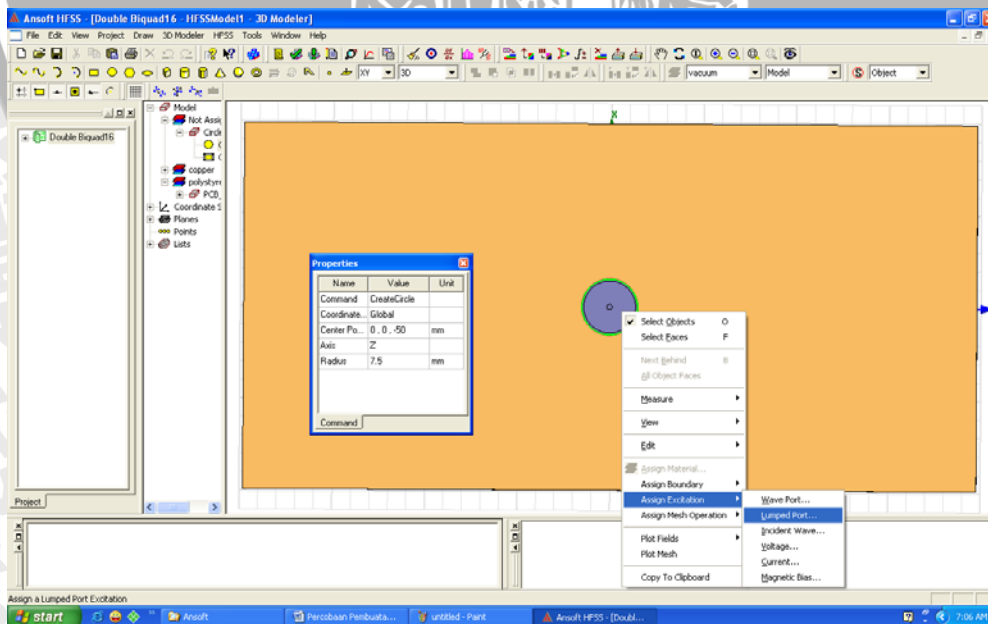 Ansoft HFSS - [Double Biquad16 - HFSSModel1 - 3D Modeler]
File Edit View Project Draw 3D Modeler HFSS Tools Window Help
XY 3D vacuum Model Object
Double Biquad16
Project
Model
Not Assi
Circl
copper
polystyre
PCB_
Coordinate S
Planes
Points
Lists
X
Properties
Name Value Unit
Command CreateCircle
Coordinate... Global
Center Po... 0 , 0 , -50 mm
Axis Z
Radius 7.5 mm
Command
Select Objects O
Select Faces F
Next Behind B
All Object Faces
Measure
View
Edit
Assign Material...
Assign Boundary
Assign Excitation
Assign Mesh Operation
Plot Fields
Plot Mesh
Copy To Clipboard
Wave Port...
Lumped Port...
Incident Wave...
Voltage...
Current...
Magnetic Bias...
Assign a Lumped Port Excitation
start Ansoft Percobaan Pembuata... untitled - Paint Ansoft HFSS - [Doubl... 7:06 AM